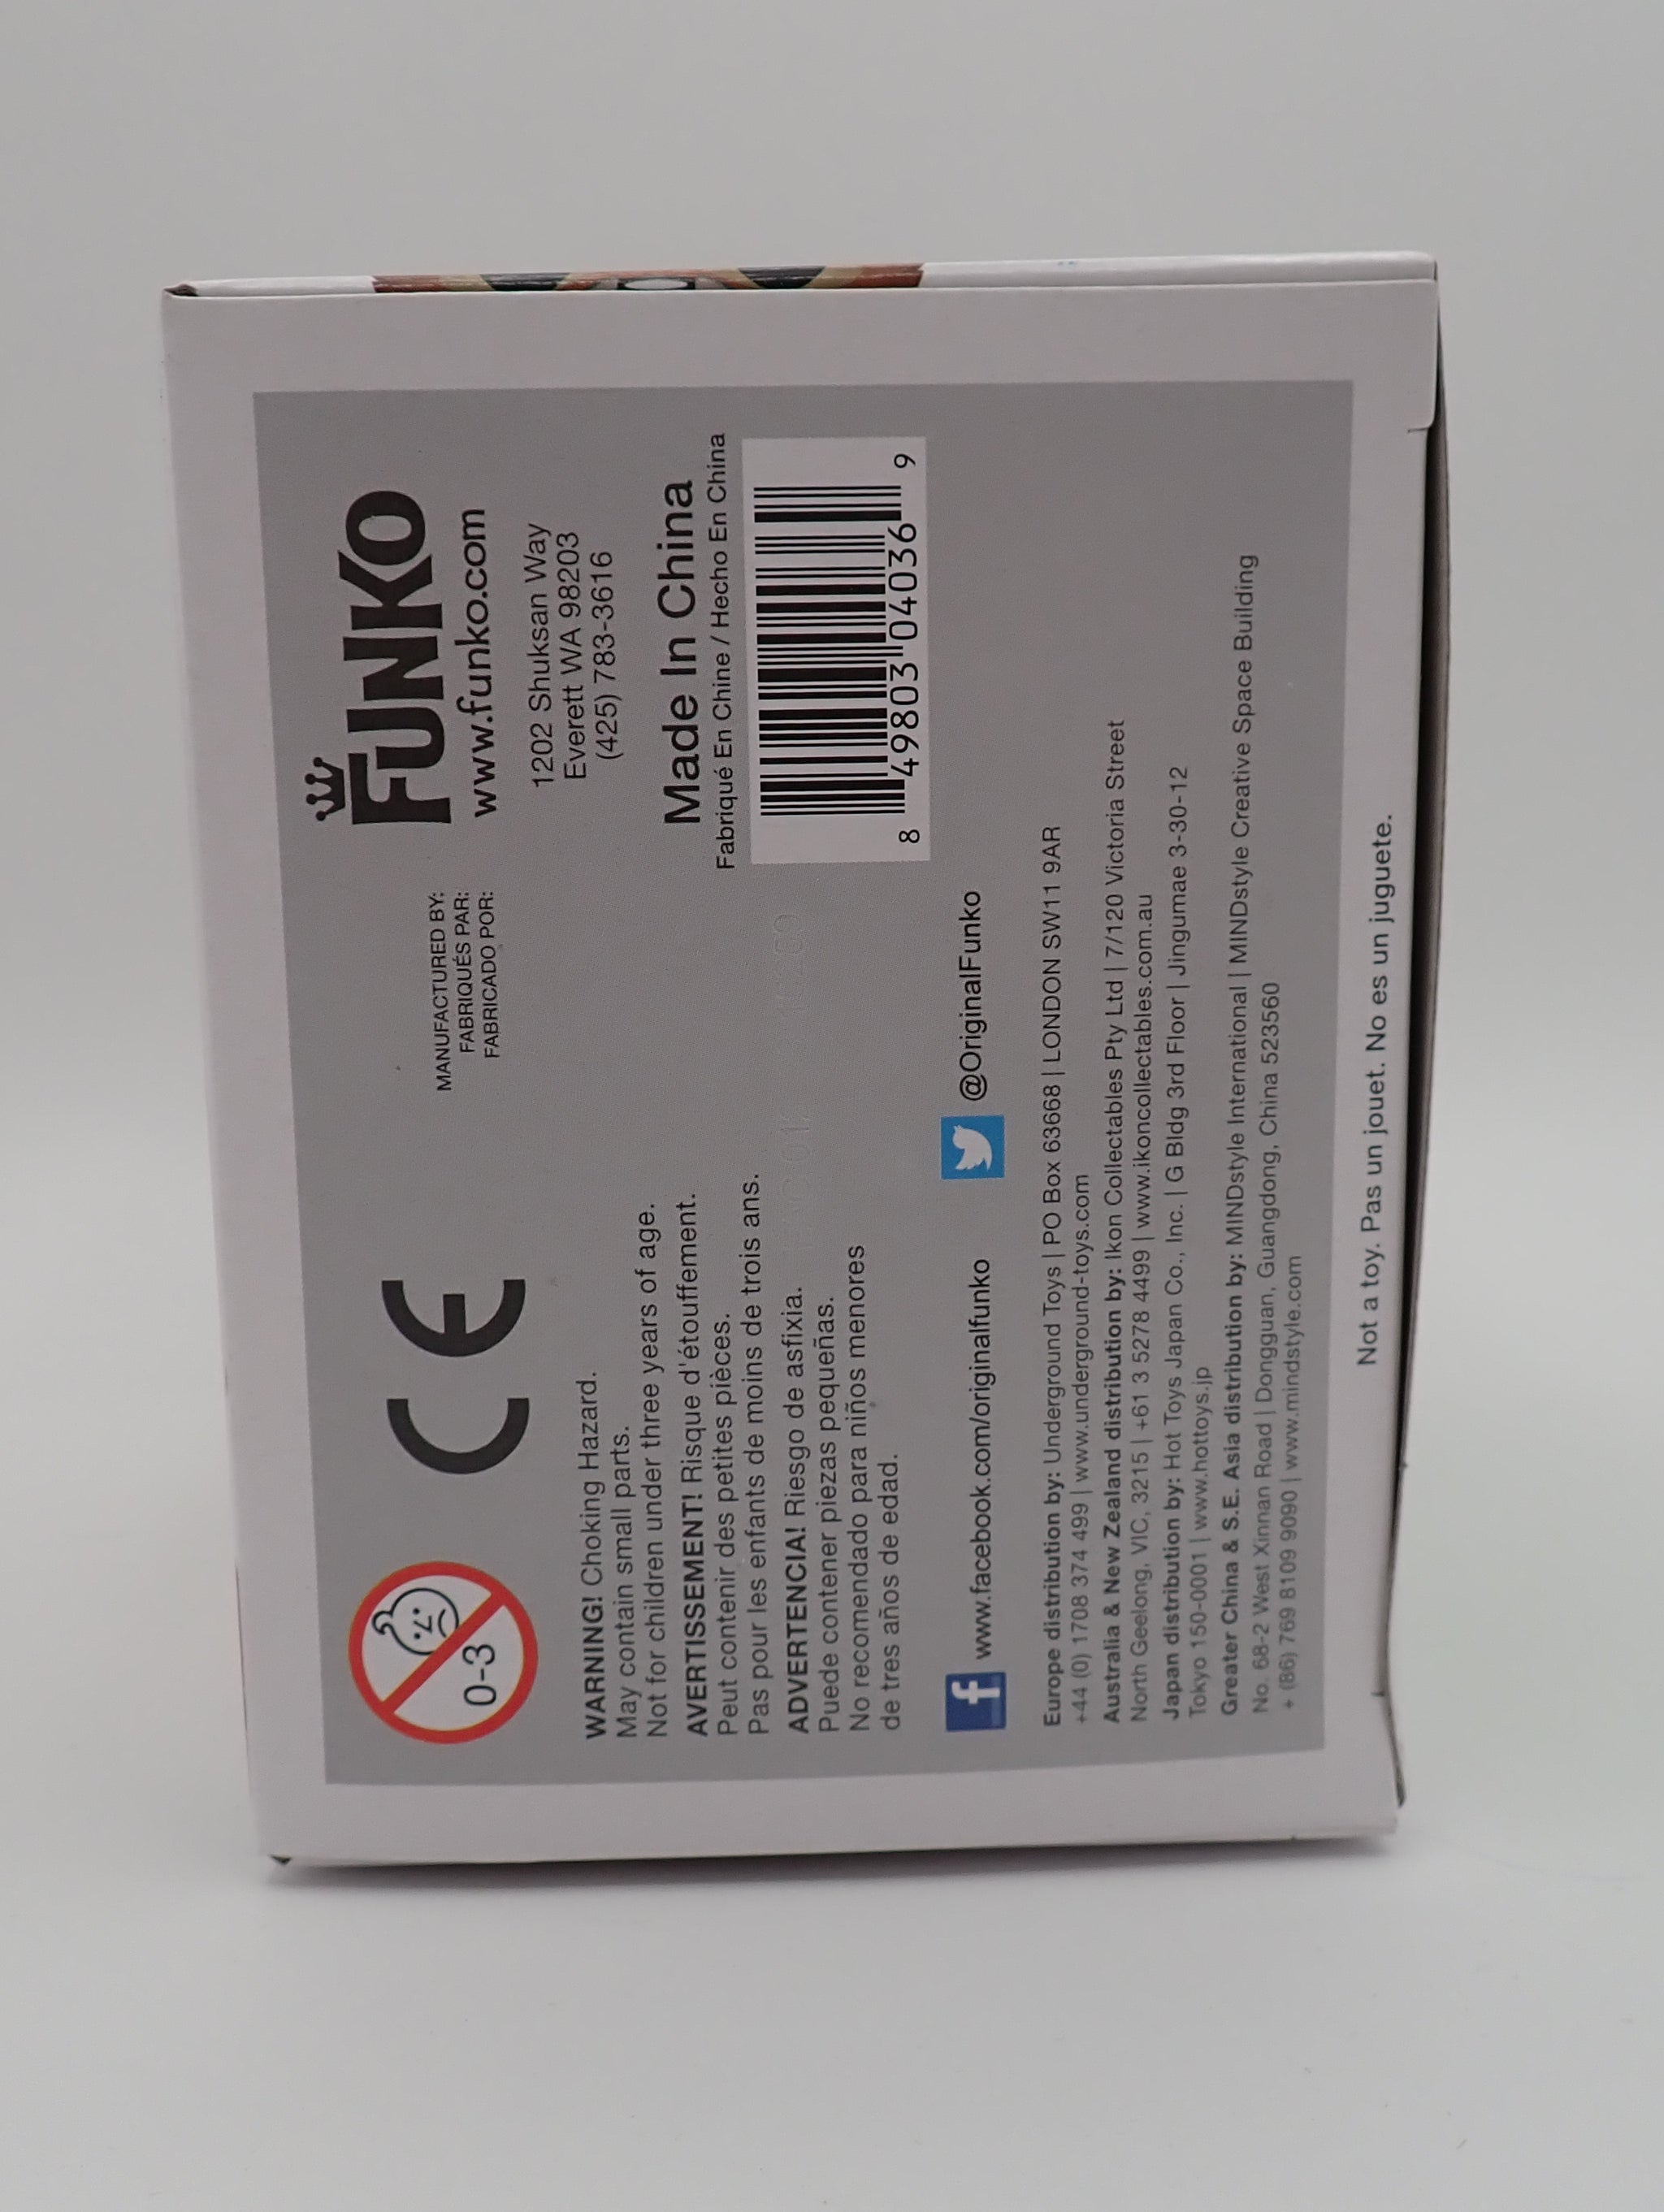 0-3
CE
MANUFACTURED BY:
FABRIQUÉS PAR:
FABRICADO POR:
FUNKO
www.funko.com
1202 Shuksan Way
Everett WA 98203
(425) 783-3616
Made In China
Fabriqué En Chine / Hecho En China
8 49803 04036 9
WARNING! Choking Hazard.
May contain small parts.
Not for children under three years of age.
AVERTISSEMENT! Risque d'étouffement.
Peut contenir des petites pièces.
Pas pour les enfants de moins de trois ans.
ADVERTENCIA! Riesgo de asfixia.
Puede contener piezas pequeñas.
No recomendado para niños menores
de tres años de edad.
f www.facebook.com/originalfunko
@OriginalFunko
Europe distribution by: Underground Toys | PO Box 63668 | LONDON SW11 9AR
+44 (0) 1708 374 499 | www.underground-toys.com
Australia & New Zealand distribution by: Ikon Collectables Pty Ltd | 7/120 Victoria Street
North Geelong, VIC, 3215 | +61 3 5278 4499 | www.ikoncollectables.com.au
Japan distribution by: Hot Toys Japan Co., Inc. | G Bldg 3rd Floor | Jingumae 3-30-12
Tokyo 150-0001 | www.hottoys.jp
Greater China & S.E. Asia distribution by: MINDstyle International | MINDstyle Creative Space Building
No. 68-2 West Xinnan Road | Dongguan, Guangdong, China 523560
+ (86) 769 8109 9090 | www.mindstyle.com
Not a toy. Pas un jouet. No es un juguete.